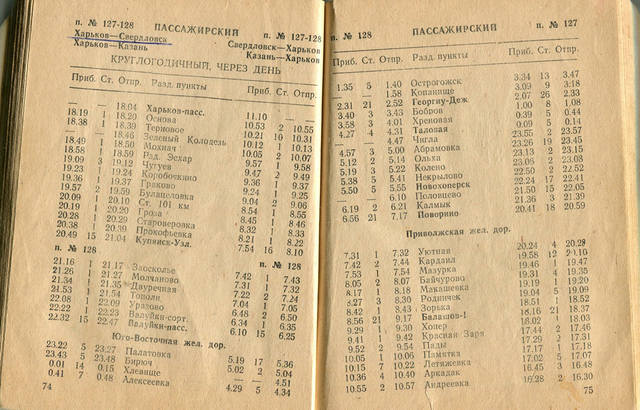 п. № 127-128 ПАССАЖИРСКИЙ п. № 127-128
Харьков—Свердловск
Харьков—Казань Свердловск—Харьков
Казань—Харьков
КРУГЛОГОДИЧНЫЙ, ЧЕРЕЗ ДЕНЬ
Приб. Ст. Отпр. Разд. пункты Приб. Ст. Отпр.
— — 18.04 Харьков-пасс. 11.10 — —
18.19 1 18.20 Основа 10.53 2 10.55
18.38 1 18.39 Терновое
— — 18.46 Зеленый Колодезь 10.21 10 10.31
18.49 1 18.50 Мохнач 10.12 1 10.13
18.58 1 18.59 Рад. Эсхар 10.05 2 10.07
19.09 3 19.12 Чугуев 9.57 1 9.58
19.23 1 19.24 Коробочкино 9.47 2 9.49
19.36 1 19.37 Граково 9.36 1 9.37
19.57 2 19.59 Булацеловка 9.24 1 9.25
20.09 1 20.10 Ст. 101 км 9.04 2 9.06
20.19 1 20.20 Гроза 8.54 1 8.55
20.28 1 20.29 Староверовка 8.45 1 8.46
20.38 1 20.39 Прокофьевка 8.32 1 8.33
20.49 15 21.04 Купянск-Узл. 8.21 1 8.22
7.54 16 8.10
п. № 128 п. № 128
21.16 1 21.17 Заосколье 7.42 1 7.43
21.26 1 21.27 Молчаново 7.31 1 7.32
21.34 1 21.35 Двуречная 7.22 2 7.24
21.53 1 21.54 Тополи 7.04 1 7.05
22.08 1 22.09 Уразово 6.48 2 6.50
22.22 1 22.23 Валуйки-сорт. 6.34 1 6.35
22.32 15 22.47 Валуйки-пасс. 6.10 15 6.25
Юго-Восточная жел. дор.
23.22 5 23.27 Палатовка
23.43 5 23.48 Бирюч 5.19 17 5.36
0.01 14 0.15 Хлевище 5.02 2 5.04
0.41 7 0.48 Алексеевка — — 4.51
4.29 5 4.34
74
п. № 128 ПАССАЖИРСКИЙ п. № 127
Приб. Ст. Отпр. Разд. пункты Приб. Ст. Отпр.
1.35 5 1.40 Острогожск 3.34 13 3.47
— — 1.58 Копанище 3.09 9 3.18
2.31 21 2.52 Георгиу-Деж 2.07 26 2.33
3.40 3 3.43 Бобров 1.00 8 1.08
3.58 3 4.01 Хреновая 0.39 5 0.44
4.27 4 4.31 Таловая 0.05 9 0.14
— — 4.47 Чигла 23.55 2 23.57
4.57 3 5.00 Абрамовка 23.26 19 23.45
5.12 2 5.14 Ольха 23.13 2 23.15
5.19 3 5.22 Колено 23.06 2 23.08
5.38 5 5.41 Некрылово 22.50 2 22.52
5.50 5 5.55 Новохоперск 22.24 17 22.41
— — 6.10 Половцево 21.50 15 22.05
6.19 2 6.21 Калмык 21.36 3 21.39
6.56 21 7.17 Поворино 20.41 18 20.59
Приволжская жел. дор.
7.31 1 7.32 Уютная 20.24 4 20.28
7.42 2 7.44 Кардаил 19.58 12 20.10
7.53 1 7.54 Мазурка 19.46 1 19.47
8.05 2 8.07 Байчурово 19.31 4 19.35
8.17 1 8.18 Макашевка 19.19 1 19.20
8.27 3 8.30 Родничек 19.04 5 19.09
8.42 1 8.43 Зорька 18.51 1 18.52
8.56 21 9.17 Балашов-1 18.16 21 18.37
9.29 1 9.30 Хопер 18.02 1 18.03
9.41 1 9.42 Красная Заря 17.44 2 17.46
9.52 2 9.54 Пады 17.29 2 17.31
10.05 1 10.06 Памятка 17.17 1 17.18
10.15 7 10.22 Летяжевка 17.02 5 17.07
10.36 4 10.40 Аркадак 16.45 3 16.48
10.55 2 10.57 Андреевка 16.28 2 16.30
75